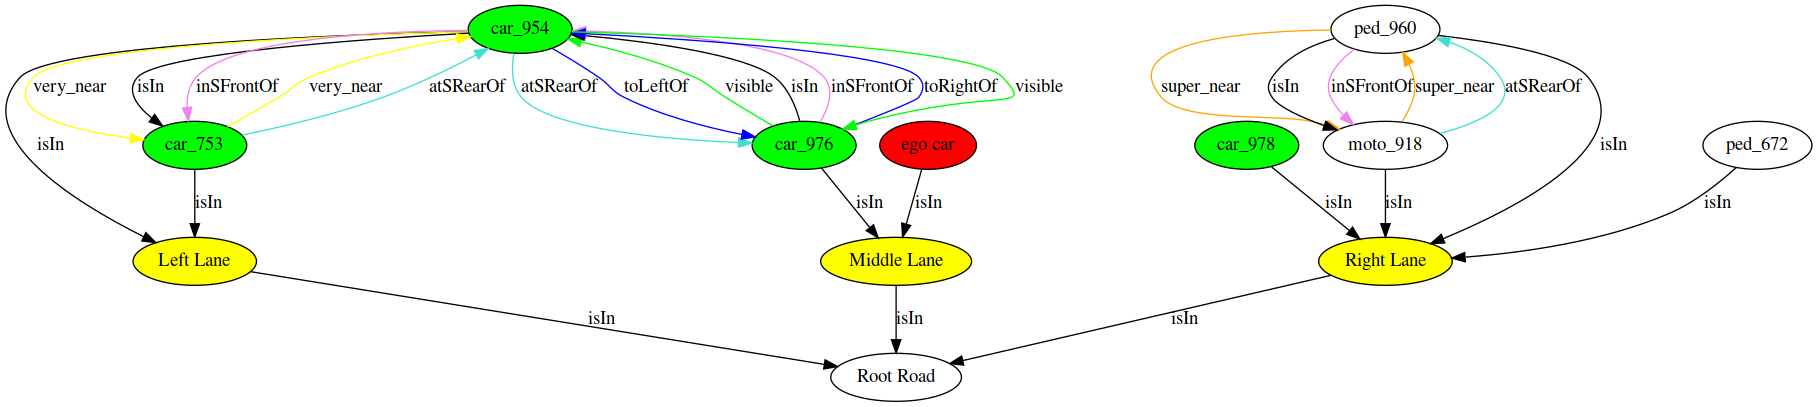 car_954
ped_960
very_near
isIn
inSFrontOf
very_near
atSRearOf
atSRearOf
toLeftOf
visible
isIn
inSFrontOf
toRightOf
visible
super_near
isIn
inSFrontOf
super_near
atSRearOf
isIn
car_753
car_976
ego car
car_978
moto_918
isIn
ped_672
isIn
isIn
isIn
isIn
isIn
isIn
Left Lane
Middle Lane
Right Lane
isIn
isIn
isIn
Root Road